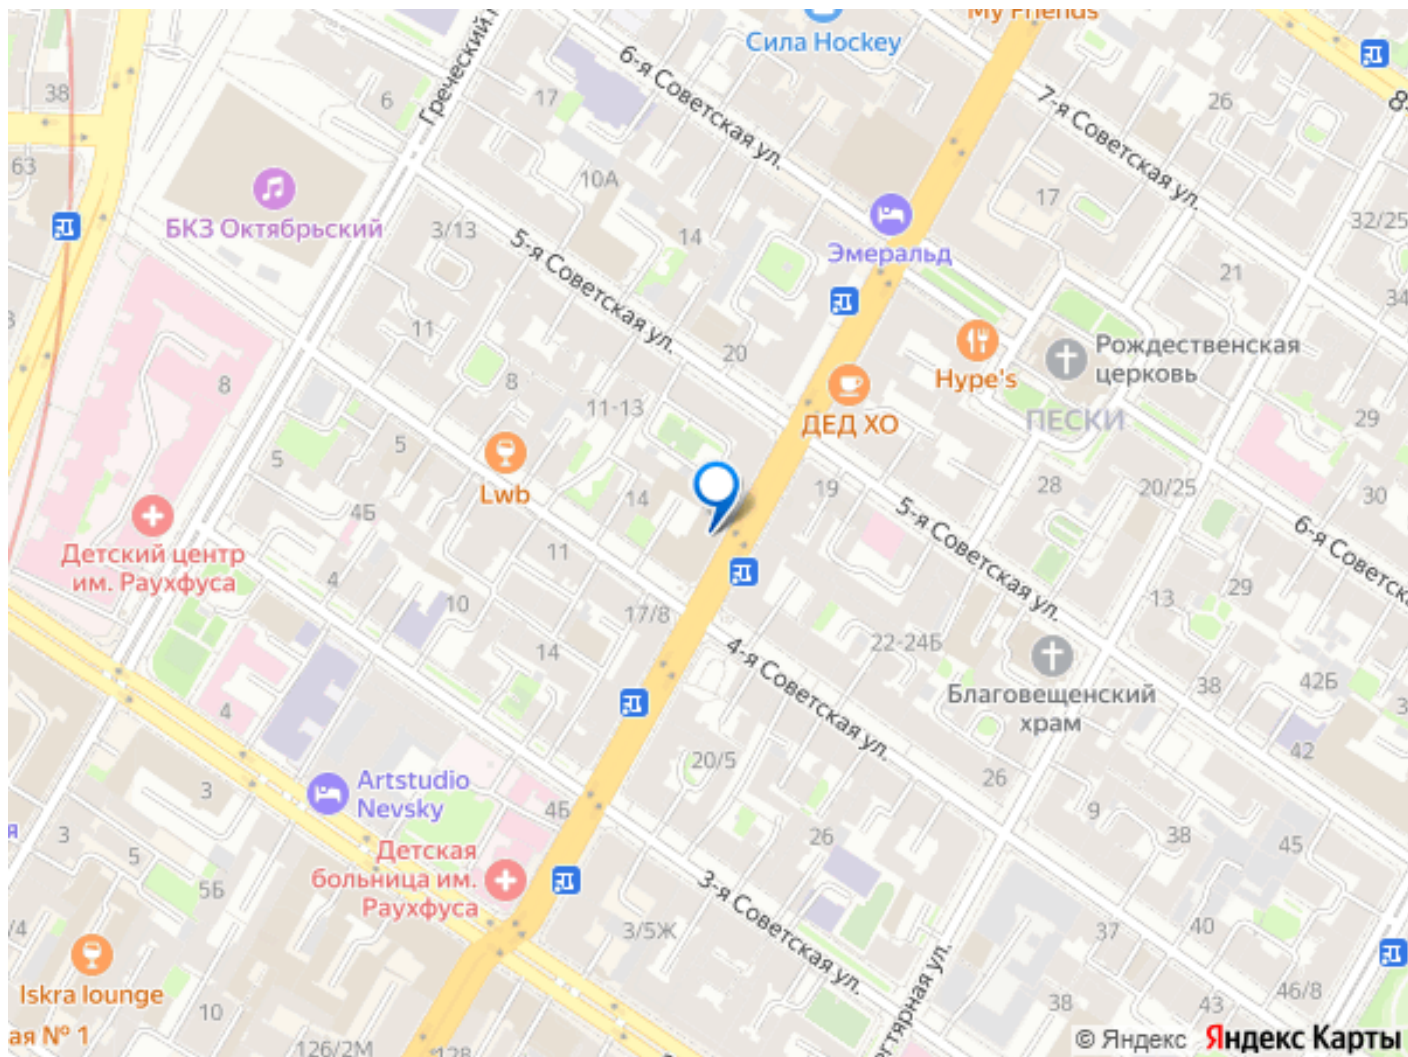 My Friends
Сила Hockey
6-я Советская ул.
7-я Советская ул.
Греческий
38
6
17
26
63
10А
17
БКЗ Октябрьский
3/13
14
Эмеральд
32/25
5-я Советская ул.
21
34
11
20
Hype's
Рождественская
церковь
8
8
11-13
ДЕД ХО
ПЕСКИ
29
5
5
Lwb
14
19
28
20/25
30
4Б
5-я Советская ул.
6-я Советска
Детский центр
им. Раухфуса
11
4
10
17/8
13
29
22-24Б
14
4-я Советская ул.
Благовещенский
храм
38
42Б
4
42
20/5
26
Artstudio
Nevsky
3
4Б
9
3
5
26
38
45
Детская
больница им.
Раухфуса
5Б
3-я Советская ул.
/4
3/5Ж
40
37
Iskra lounge
10
38
43
46/8
ая № 1
126/2М
128
© Яндекс Яндекс Карты